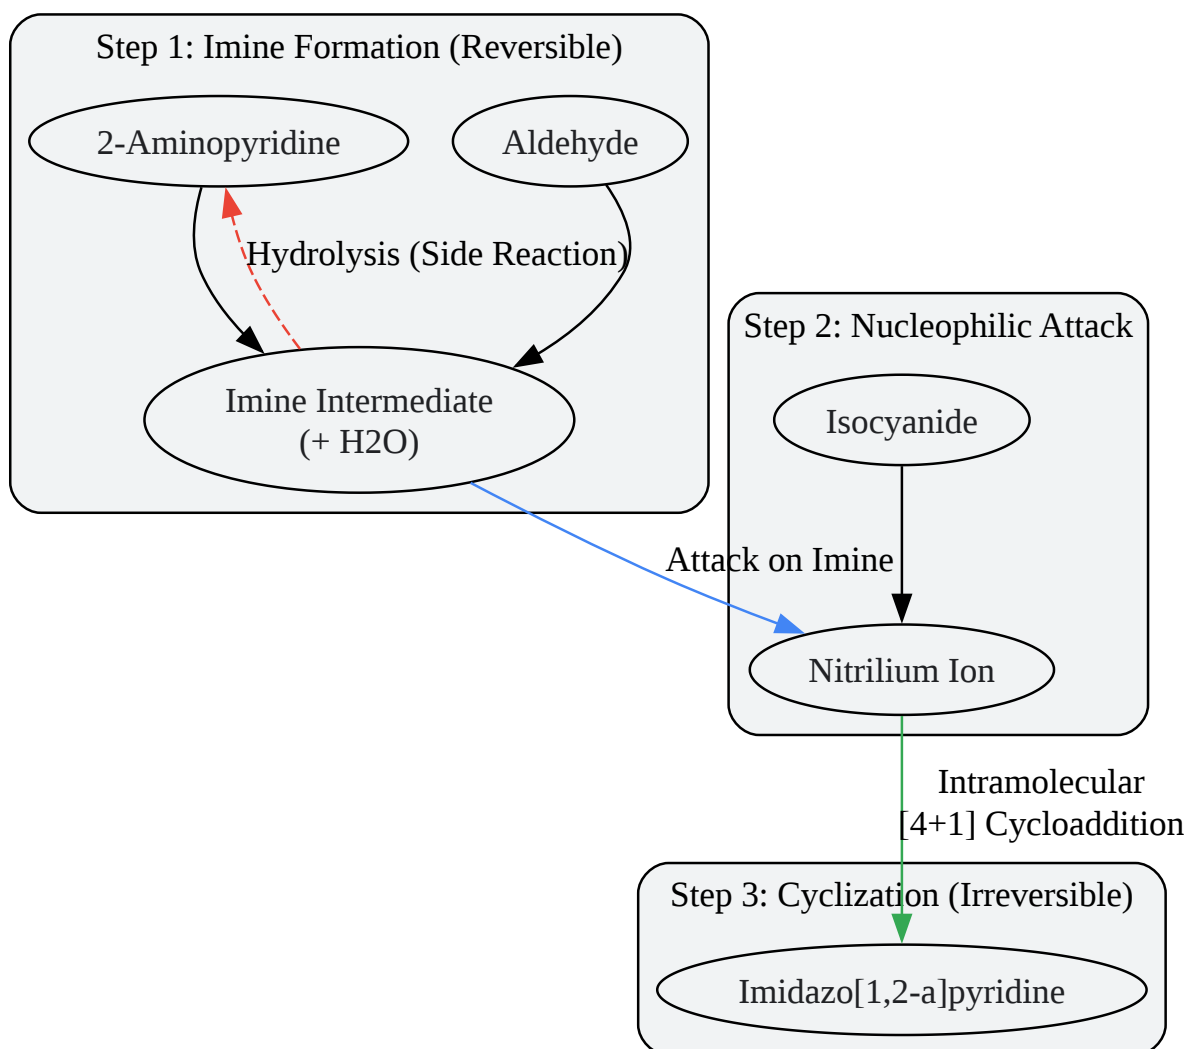 Step 1: Imine Formation (Reversible)
2-Aminopyridine
Aldehyde
Hydrolysis (Side Reaction)
Imine Intermediate
(+ H2O)
Step 2: Nucleophilic Attack
Isocyanide
Attack on Imine
Nitrilium Ion
Intramolecular
[4+1] Cycloaddition
Step 3: Cyclization (Irreversible)
Imidazo[1,2-a]pyridine